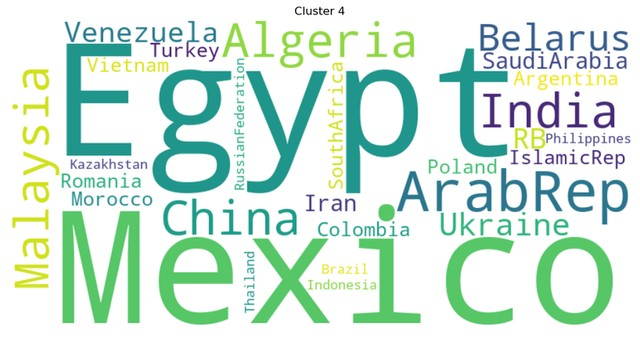 Cluster 4
Venezuela
Turkey
Algeria
Belarus
SaudiArabia
Vietnam
Argentina
Egypt
RussianFederation
SouthAfrica
Malaysia
India
RB
Philippines
IslamicRep
Kazakhstan
Romania
Poland
Morocco
Iran
ArabRep
China
Colombia
Ukraine
Mexico
Thailand
Brazil
Indonesia